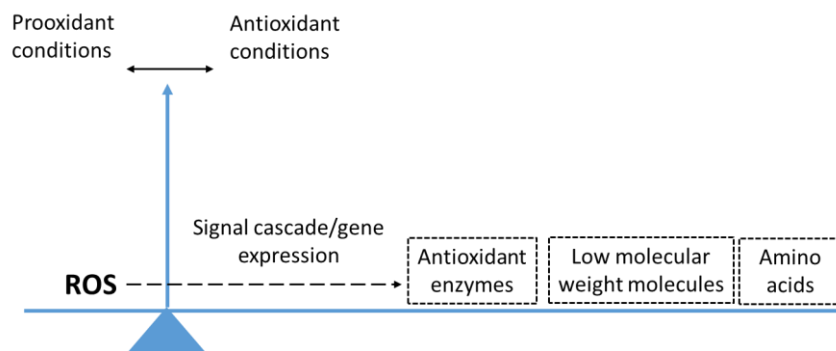 Prooxidant
conditions
Antioxidant
conditions
Signal cascade/gene
expression
ROS
Antioxidant
enzymes
Low molecular
weight molecules
Amino
acids